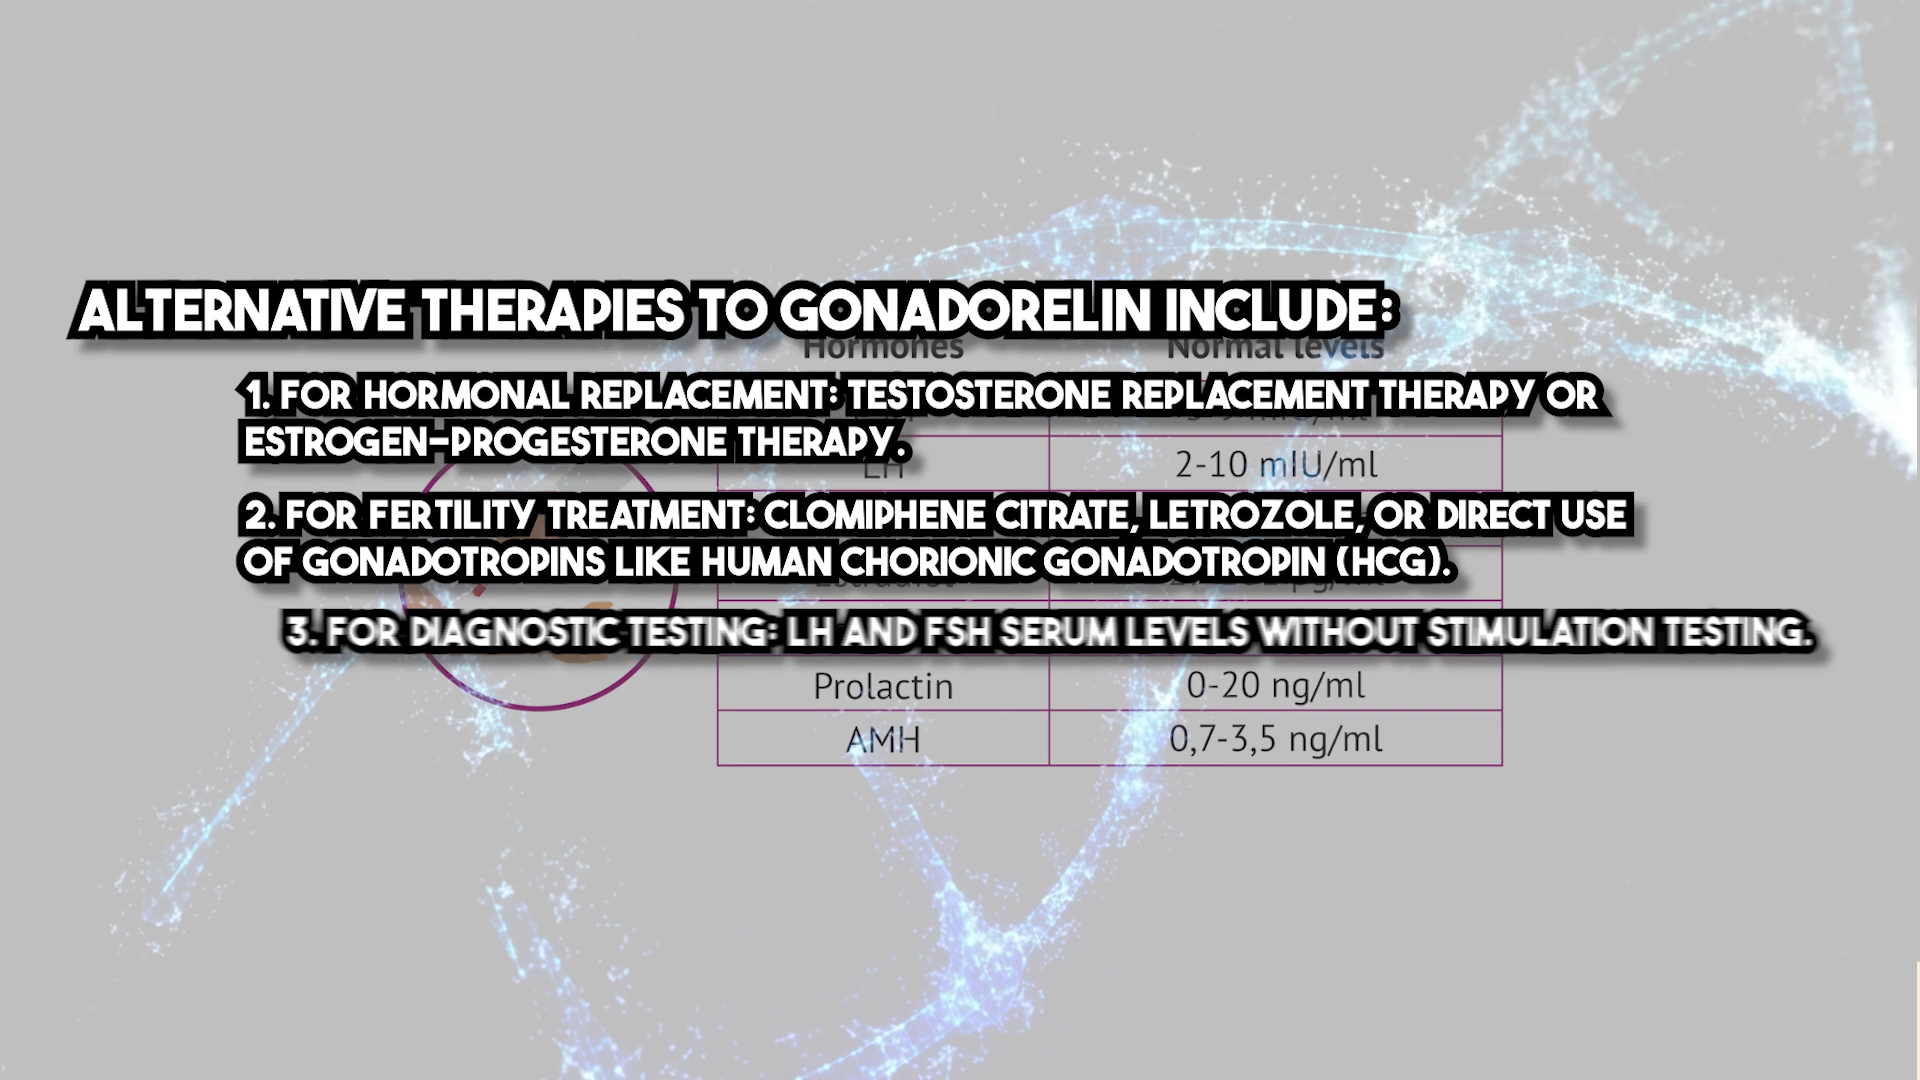 ALTERNATIVE THERAPIES TO GONADORELIN INCLUDE:
Hormones Normal levels
1. FOR HORMONAL REPLACEMENT: TESTOSTERONE REPLACEMENT THERAPY OR
ESTROGEN-PROGESTERONE THERAPY.
LH 2-10 mIU/ml
2. FOR FERTILITY TREATMENT: CLOMIPHENE CITRATE, LETROZOLE, OR DIRECT USE
OF GONADOTROPINS LIKE HUMAN CHORIONIC GONADOTROPIN (HCG).
3. FOR DIAGNOSTIC TESTING: LH AND FSH SERUM LEVELS WITHOUT STIMULATION TESTING.
Prolactin 0-20 ng/ml
AMH 0,7-3,5 ng/ml